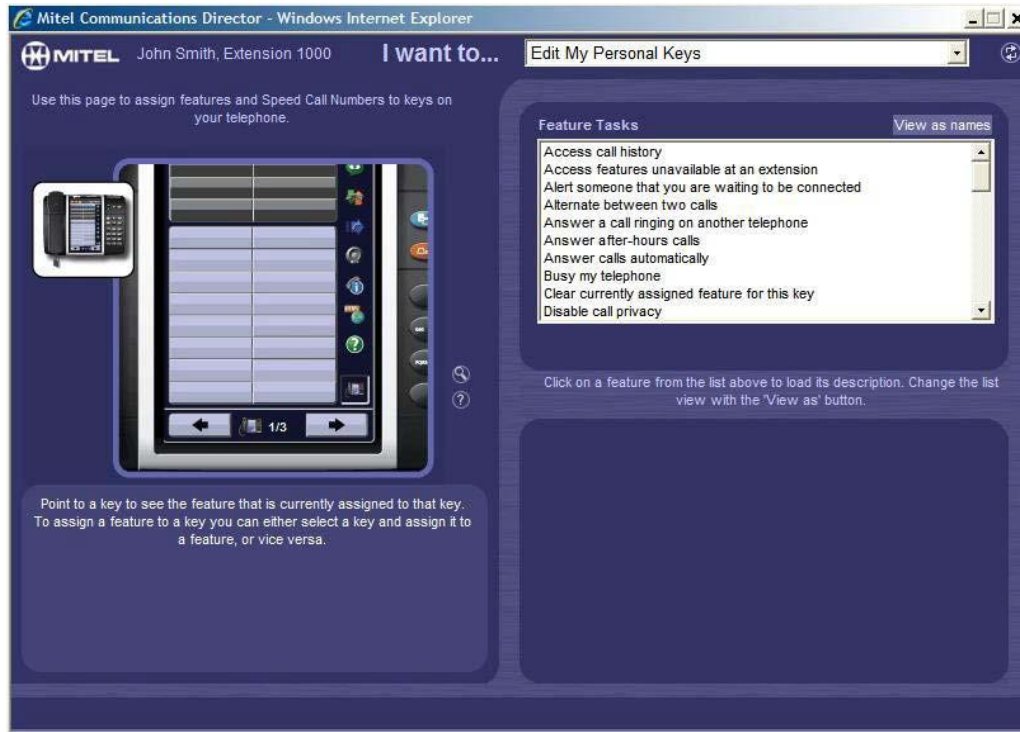 Mitel Communications Director - Windows Internet Explorer
MITEL John Smith, Extension 1000 I want to... Edit My Personal Keys
Use this page to assign features and Speed Call Numbers to keys on
your telephone.
1/3
Point to a key to see the feature that is currently assigned to that key.
To assign a feature to a key you can either select a key and assign it to
a feature, or vice versa.
Feature Tasks View as names
Access call history
Access features unavailable at an extension
Alert someone that you are waiting to be connected
Alternate between two calls
Answer a call ringing on another telephone
Answer after-hours calls
Answer calls automatically
Busy my telephone
Clear currently assigned feature for this key
Disable call privacy
Click on a feature from the list above to load its description. Change the list
view with the 'View as' button.